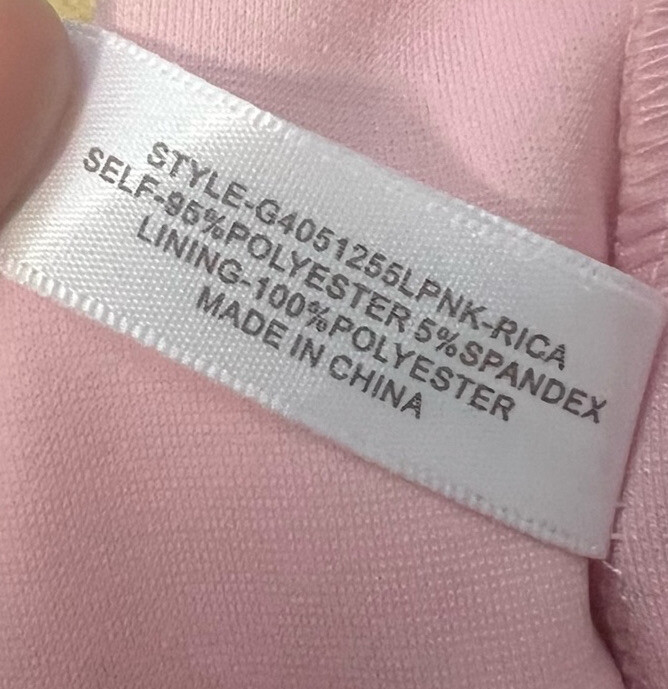 STYLE-G4051255LPNK-RICA
SELF-95%POLYESTER 5%SPANDEX
LINING-100%POLYESTER
MADE IN CHINA